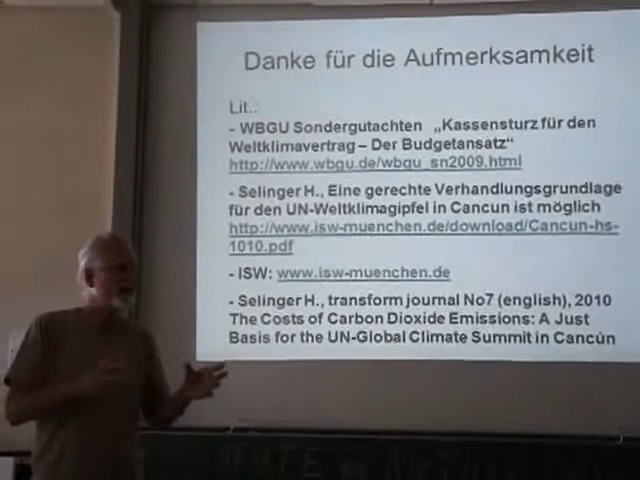 Danke für die Aufmerksamkeit
Lit.:
- WBGU Sondergutachten „Kassensturz für den
Weltklimavertrag – Der Budgetansatz“
http://www.wbgu.de/wbgu_sn2009.html
- Selinger H., Eine gerechte Verhandlungsgrundlage
für den UN-Weltklimagipfel in Cancun ist möglich
http://www.isw-muenchen.de/download/Cancun-hs-
1010.pdf
- ISW: www.isw-muenchen.de
- Selinger H., transform journal No7 (english), 2010
The Costs of Carbon Dioxide Emissions: A Just
Basis for the UN-Global Climate Summit in Cancún